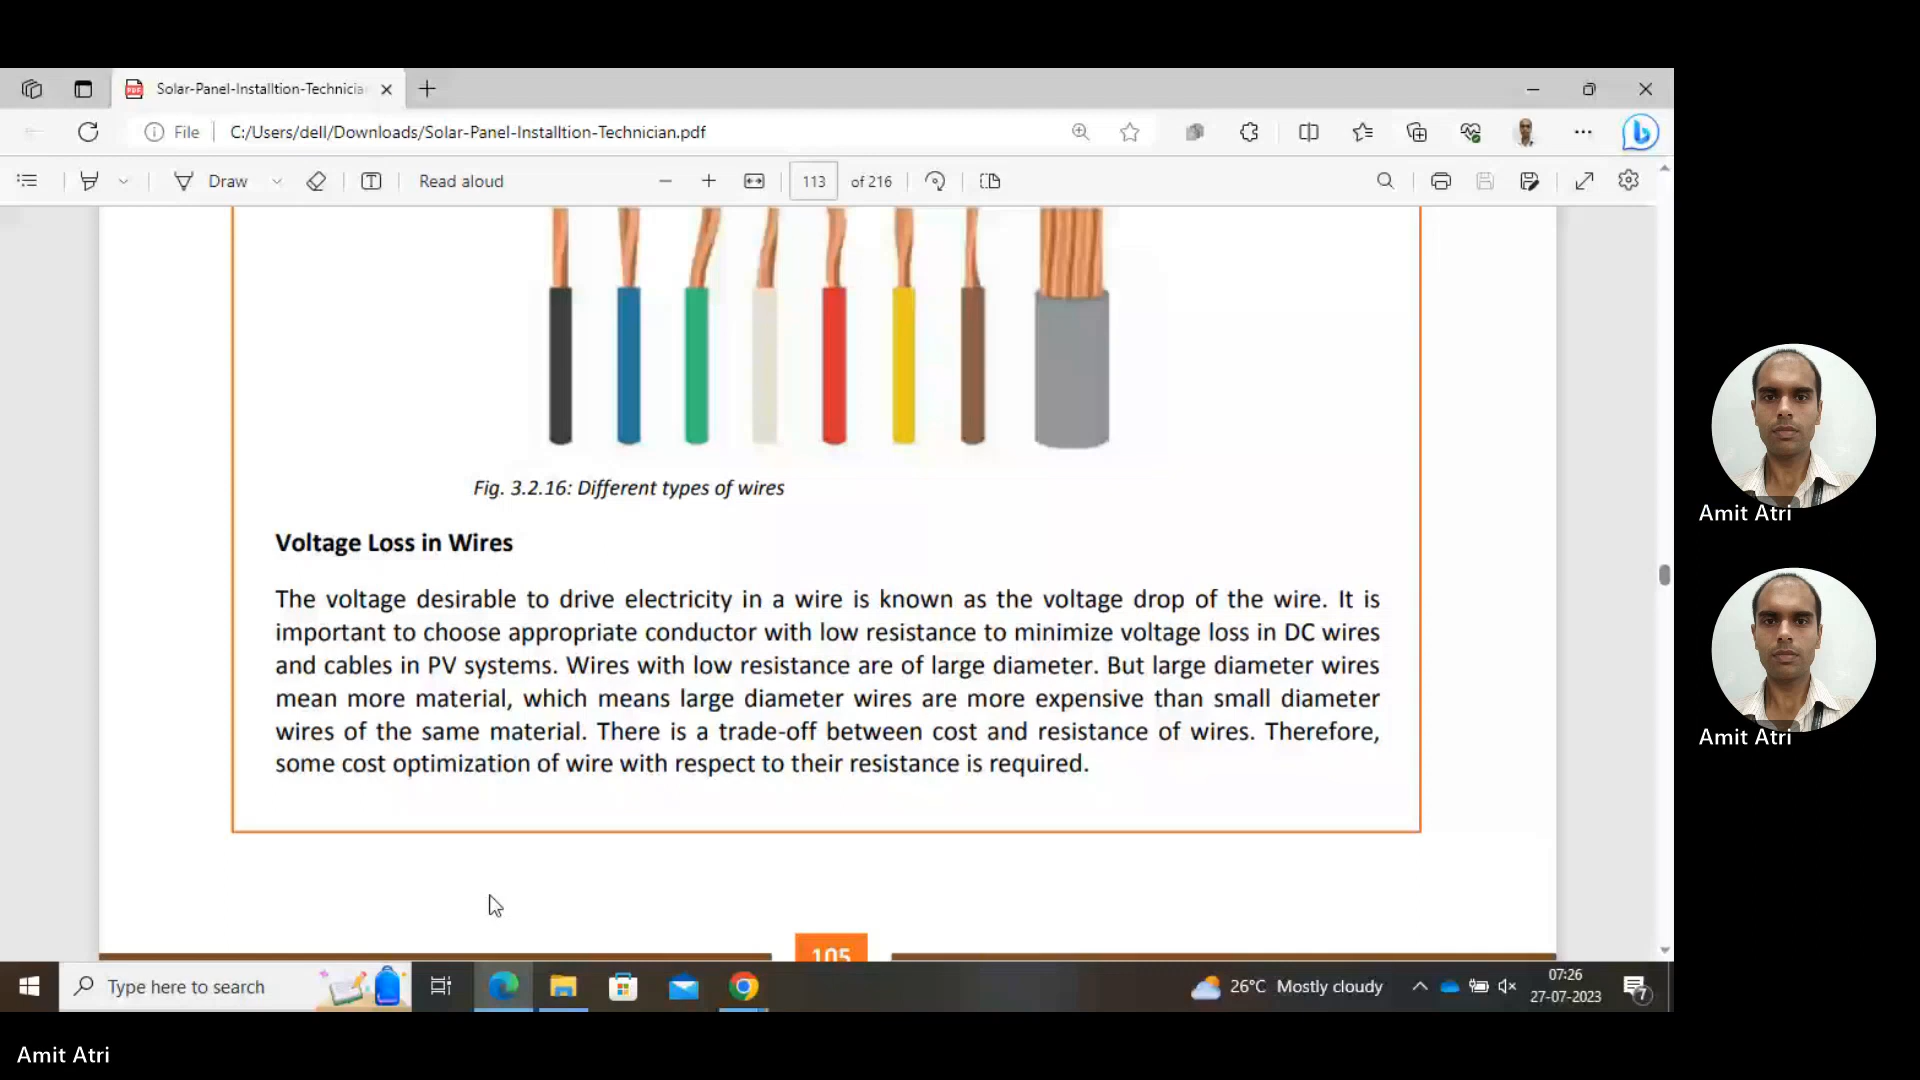 Solar-Panel-Installtion-Technicia
File
C:/Users/dell/Downloads/Solar-Panel-Installtion-Technician.pdf
Draw
Read aloud
113
of 216
Fig. 3.2.16: Different types of wires
Voltage Loss in Wires
The voltage desirable to drive electricity in a wire is known as the voltage drop of the wire. It is
important to choose appropriate conductor with low resistance to minimize voltage loss in DC wires
and cables in PV systems. Wires with low resistance are of large diameter. But large diameter wires
mean more material, which means large diameter wires are more expensive than small diameter
wires of the same material. There is a trade-off between cost and resistance of wires. Therefore,
some cost optimization of wire with respect to their resistance is required.
105
Type here to search
26°C Mostly cloudy
07:26
27-07-2023
7
Amit Atri
Amit Atri
Amit Atri